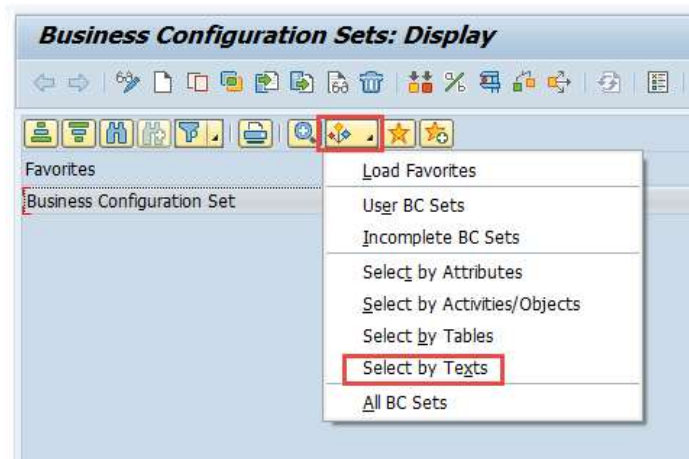 Business Configuration Sets: Display
Favorites
Business Configuration Set
Load Favorites
User BC Sets
Incomplete BC Sets
Select by Attributes
Select by Activities/Objects
Select by Tables
Select by Texts
All BC Sets